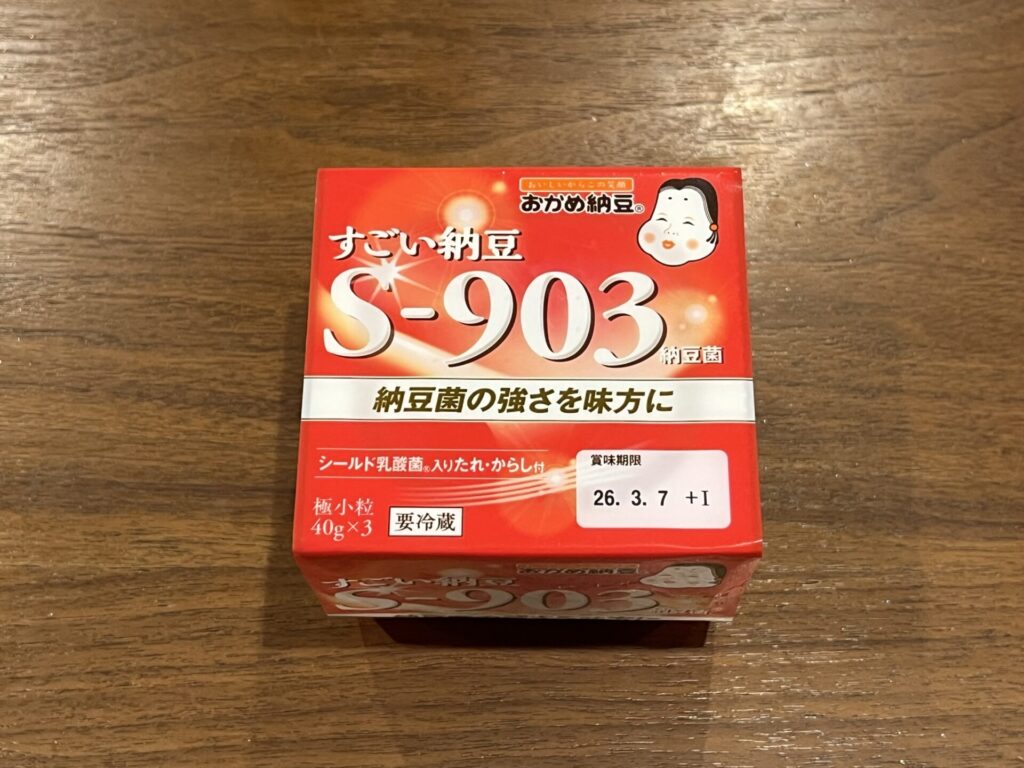 おいしいからこの笑顔
おかめ納豆®
すごい納豆
S-903
納豆菌
納豆菌の強さを味方に
シールド乳酸菌®入りたれ・からし付
賞味期限
26. 3. 7 +I
極小粒
40g×3
要冷蔵
おかめ納豆
すごい納豆
S-903